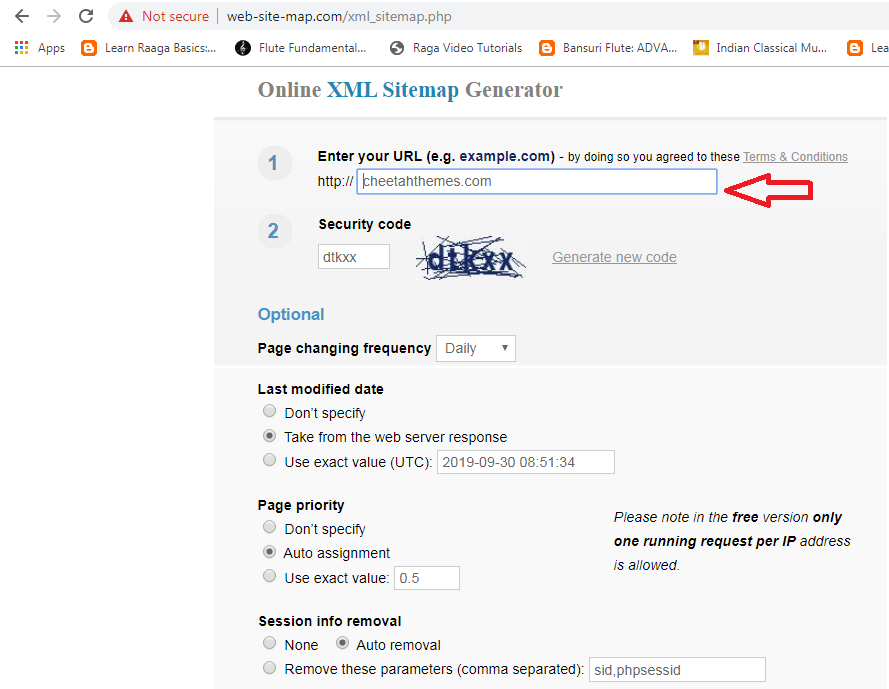 Not secure | web-site-map.com/xml_sitemap.php
Apps Learn Raaga Basics:... Flute Fundamental... Raga Video Tutorials Bansuri Flute: ADVA... Indian Classical Mu... Lea
Online XML Sitemap Generator
1 Enter your URL (e.g. example.com) - by doing so you agreed to these Terms & Conditions
http:// cheetahthemes.com
2 Security code
dtkxx dtkxx Generate new code
Optional
Page changing frequency Daily
Last modified date
Don't specify
Take from the web server response
Use exact value (UTC): 2019-09-30 08:51:34
Page priority
Don't specify
Auto assignment
Use exact value: 0.5
Please note in the free version only
one running request per IP address
is allowed.
Session info removal
None Auto removal
Remove these parameters (comma separated): sid,phpsessid